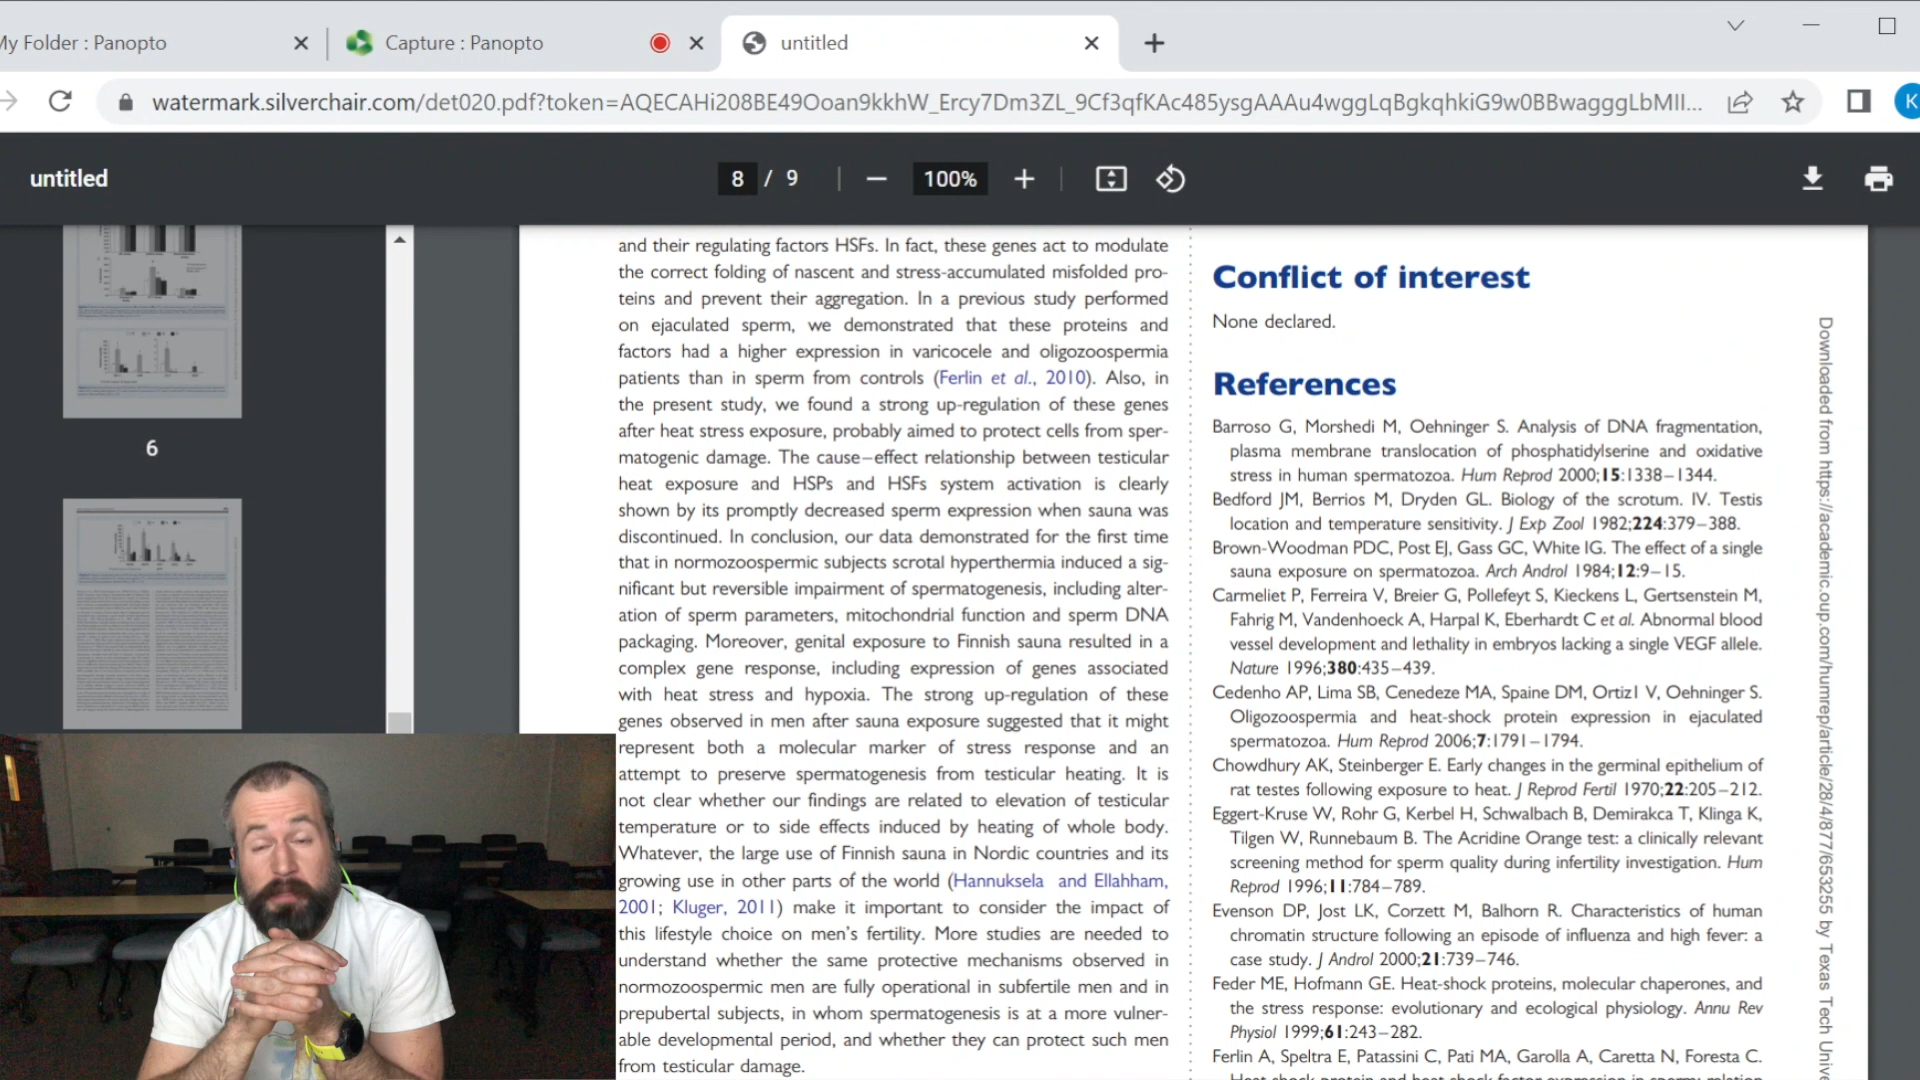 My Folder : Panopto
Capture : Panopto
untitled
watermark.silverchair.com/det020.pdf?token=AQECAHi208BE49Ooan9kkhW_Ercy7Dm3ZL_9Cf3qfKAc485ysgAAAu4wggLqBgkqhkiG9w0BBwagggLbMII...
K
untitled
8 / 9
100%
6
and their regulating factors HSFs. In fact, these genes act to modulate
the correct folding of nascent and stress-accumulated misfolded pro-
teins and prevent their aggregation. In a previous study performed
on ejaculated sperm, we demonstrated that these proteins and
factors had a higher expression in varicocele and oligozoospermia
patients than in sperm from controls (Ferlin et al., 2010). Also, in
the present study, we found a strong up-regulation of these genes
after heat stress exposure, probably aimed to protect cells from sper-
matogenic damage. The cause–effect relationship between testicular
heat exposure and HSPs and HSFs system activation is clearly
shown by its promptly decreased sperm expression when sauna was
discontinued. In conclusion, our data demonstrated for the first time
that in normozoospermic subjects scrotal hyperthermia induced a sig-
nificant but reversible impairment of spermatogenesis, including alter-
ation of sperm parameters, mitochondrial function and sperm DNA
packaging. Moreover, genital exposure to Finnish sauna resulted in a
complex gene response, including expression of genes associated
with heat stress and hypoxia. The strong up-regulation of these
genes observed in men after sauna exposure suggested that it might
represent both a molecular marker of stress response and an
attempt to preserve spermatogenesis from testicular heating. It is
not clear whether our findings are related to elevation of testicular
temperature or to side effects induced by heating of whole body.
Whatever, the large use of Finnish sauna in Nordic countries and its
growing use in other parts of the world (Hannuksela and Ellahham,
2001; Kluger, 2011) make it important to consider the impact of
this lifestyle choice on men's fertility. More studies are needed to
understand whether the same protective mechanisms observed in
normozoospermic men are fully operational in subfertile men and in
prepubertal subjects, in whom spermatogenesis is at a more vulner-
able developmental period, and whether they can protect such men
from testicular damage.
Conflict of interest
None declared.
References
Barroso G, Morshedi M, Oehninger S. Analysis of DNA fragmentation,
plasma membrane translocation of phosphatidylserine and oxidative
stress in human spermatozoa. Hum Reprod 2000;15:1338–1344.
Bedford JM, Berrios M, Dryden GL. Biology of the scrotum. IV. Testis
location and temperature sensitivity. J Exp Zool 1982;224:379–388.
Brown-Woodman PDC, Post EJ, Gass GC, White IG. The effect of a single
sauna exposure on spermatozoa. Arch Androl 1984;12:9–15.
Carmeliet P, Ferreira V, Breier G, Pollefeyt S, Kieckens L, Gertsenstein M,
Fahrig M, Vandenhoeck A, Harpal K, Eberhardt C et al. Abnormal blood
vessel development and lethality in embryos lacking a single VEGF allele.
Nature 1996;380:435–439.
Cedenho AP, Lima SB, Cenedeze MA, Spaine DM, Ortiz1 V, Oehninger S.
Oligozoospermia and heat-shock protein expression in ejaculated
spermatozoa. Hum Reprod 2006;7:1791–1794.
Chowdhury AK, Steinberger E. Early changes in the germinal epithelium of
rat testes following exposure to heat. J Reprod Fertil 1970;22:205–212.
Eggert-Kruse W, Rohr G, Kerbel H, Schwalbach B, Demirakca T, Klinga K,
Tilgen W, Runnebaum B. The Acridine Orange test: a clinically relevant
screening method for sperm quality during infertility investigation. Hum
Reprod 1996;11:784–789.
Evenson DP, Jost LK, Corzett M, Balhorn R. Characteristics of human
chromatin structure following an episode of influenza and high fever: a
case study. J Androl 2000;21:739–746.
Feder ME, Hofmann GE. Heat-shock proteins, molecular chaperones, and
the stress response: evolutionary and ecological physiology. Annu Rev
Physiol 1999;61:243–282.
Ferlin A, Speltra E, Patassini C, Pati MA, Garolla A, Caretta N, Foresta C.
Heat shock protein and heat shock factor expression in sperm: relation
Downloaded from https://academic.oup.com/humrep/article/28/4/877/653255 by Texas Tech Unive